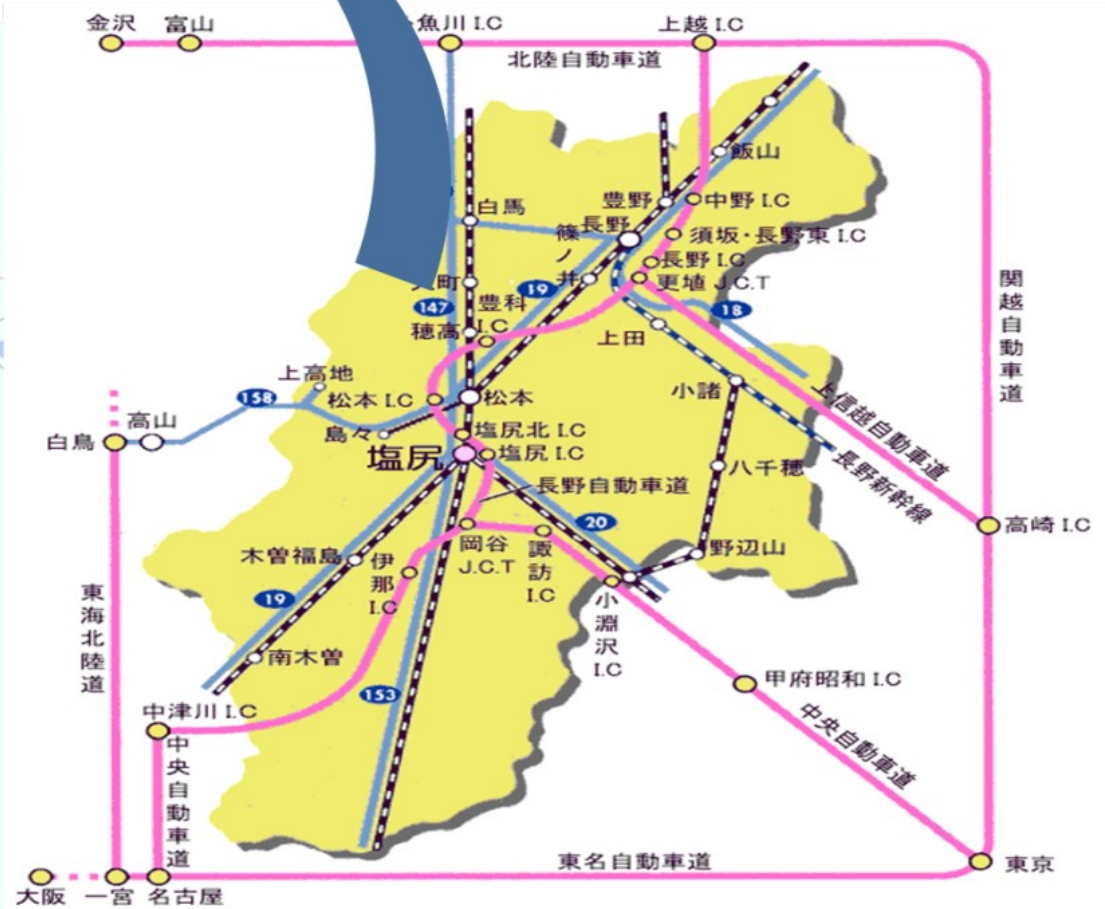 金沢
富山
魚川 I.C
上越 I.C
北陸自動車道
飯山
豊野
中野 I.C
白馬
長野
須坂・長野東 I.C
篠ノ井
長野 I.C
更埴 J.C.T
町
19
147
豊科 I.C
18
穂高
上田
関越自動車道
上高地
158
松本 I.C
松本
小諸
上信越自動車道
高山
白鳥
島々
塩尻北 I.C
塩尻
塩尻 I.C
八千穂
長野新幹線
長野自動車道
20
高崎 I.C
岡谷 J.C.T
諏訪 I.C
野辺山
木曽福島
伊那 I.C
19
小淵沢 I.C
東海北陸道
南木曽
153
甲府昭和 I.C
中津川 I.C
中央自動車道
中央自動車道
東名自動車道
東京
大阪
一宮
名古屋